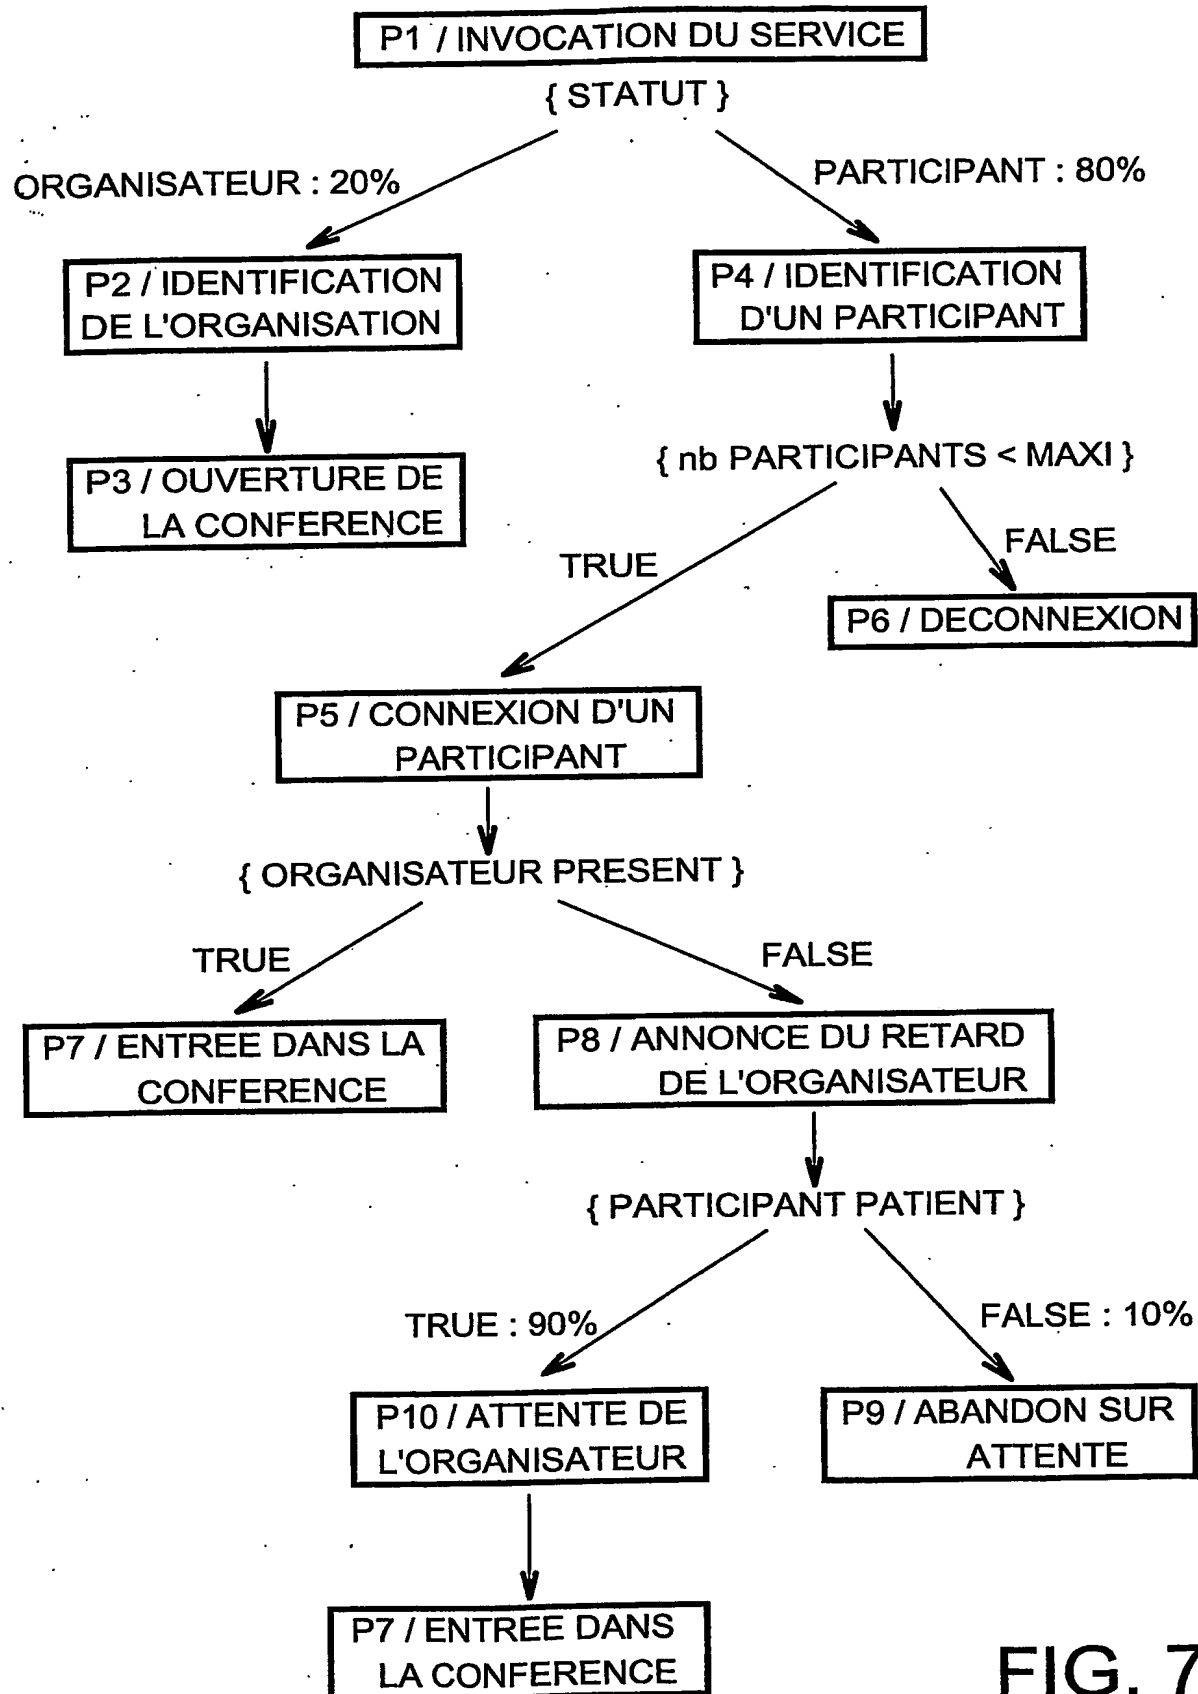 P1 / INVOCATION DU SERVICE
{ STATUT }
ORGANISATEUR : 20%
PARTICIPANT : 80%
P2 / IDENTIFICATION
DE L'ORGANISATION
P4 / IDENTIFICATION
D'UN PARTICIPANT
P3 / OUVERTURE DE
LA CONFERENCE
{ nb PARTICIPANTS < MAXI }
TRUE
FALSE
P6 / DECONNEXION
P5 / CONNEXION D'UN
PARTICIPANT
{ ORGANISATEUR PRESENT }
TRUE
FALSE
P7 / ENTREE DANS LA
CONFERENCE
P8 / ANNONCE DU RETARD
DE L'ORGANISATEUR
{ PARTICIPANT PATIENT }
TRUE : 90%
FALSE : 10%
P10 / ATTENTE DE
L'ORGANISATEUR
P9 / ABANDON SUR
ATTENTE
P7 / ENTREE DANS
LA CONFERENCE
FIG. 7